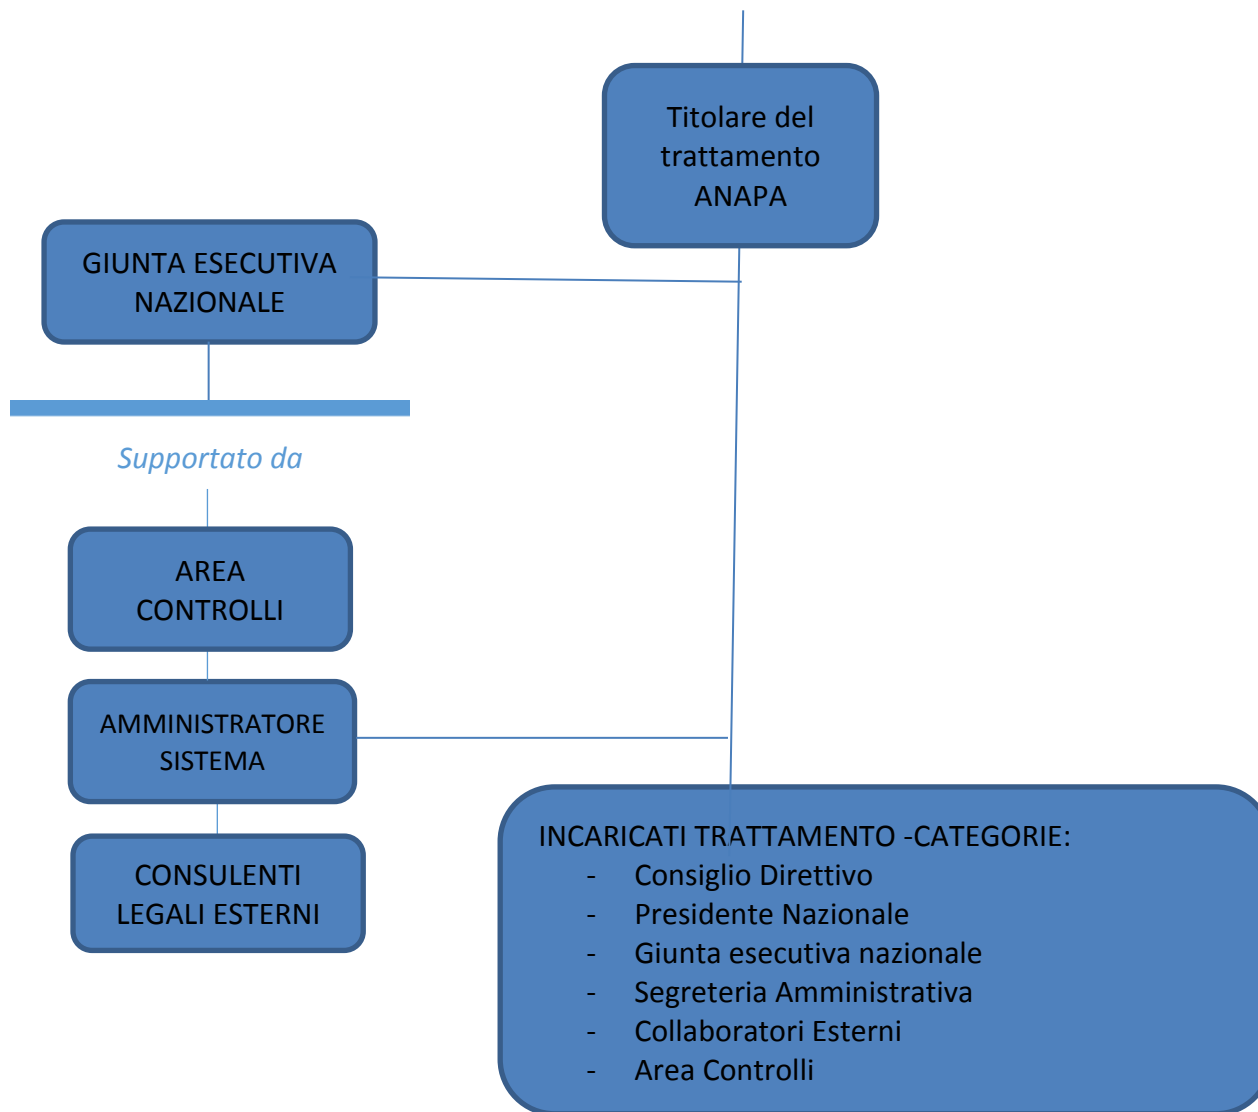 Titolare del
trattamento
ANAPA
GIUNTA ESECUTIVA
NAZIONALE
Supportato da
AREA
CONTROLLI
AMMINISTRATORE
SISTEMA
CONSULENTI
LEGALI ESTERNI
INCARICATI TRATTAMENTO -CATEGORIE:
- Consiglio Direttivo
- Presidente Nazionale
- Giunta esecutiva nazionale
- Segreteria Amministrativa
- Collaboratori Esterni
- Area Controlli